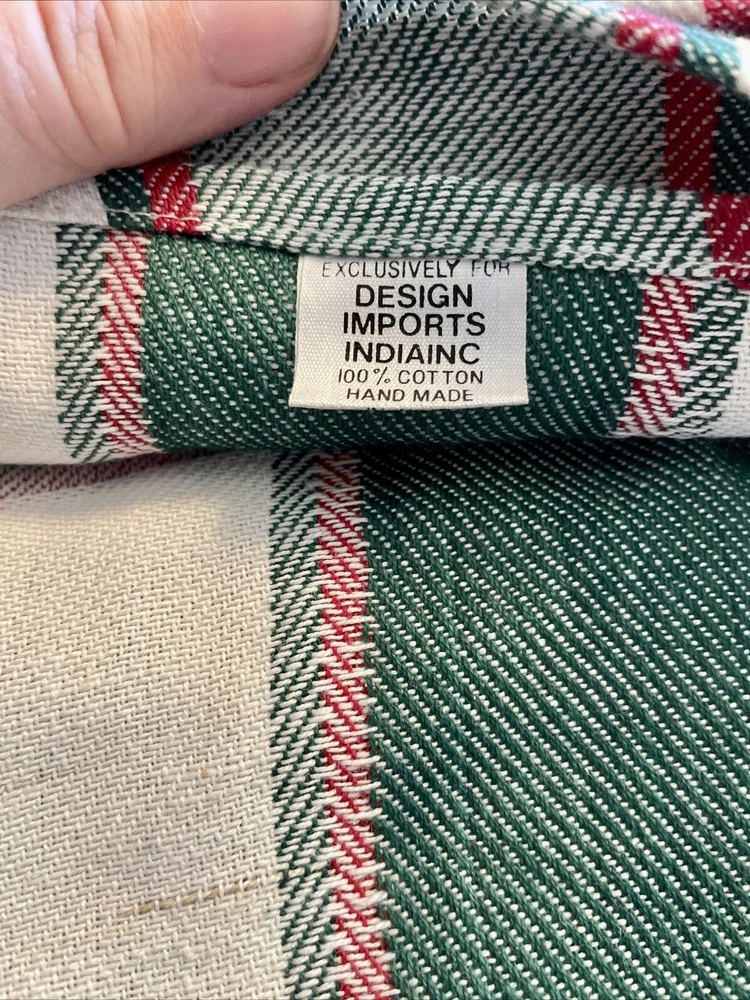 EXCLUSIVELY FOR
DESIGN
IMPORTS
INDIAINC
100% COTTON
HAND MADE